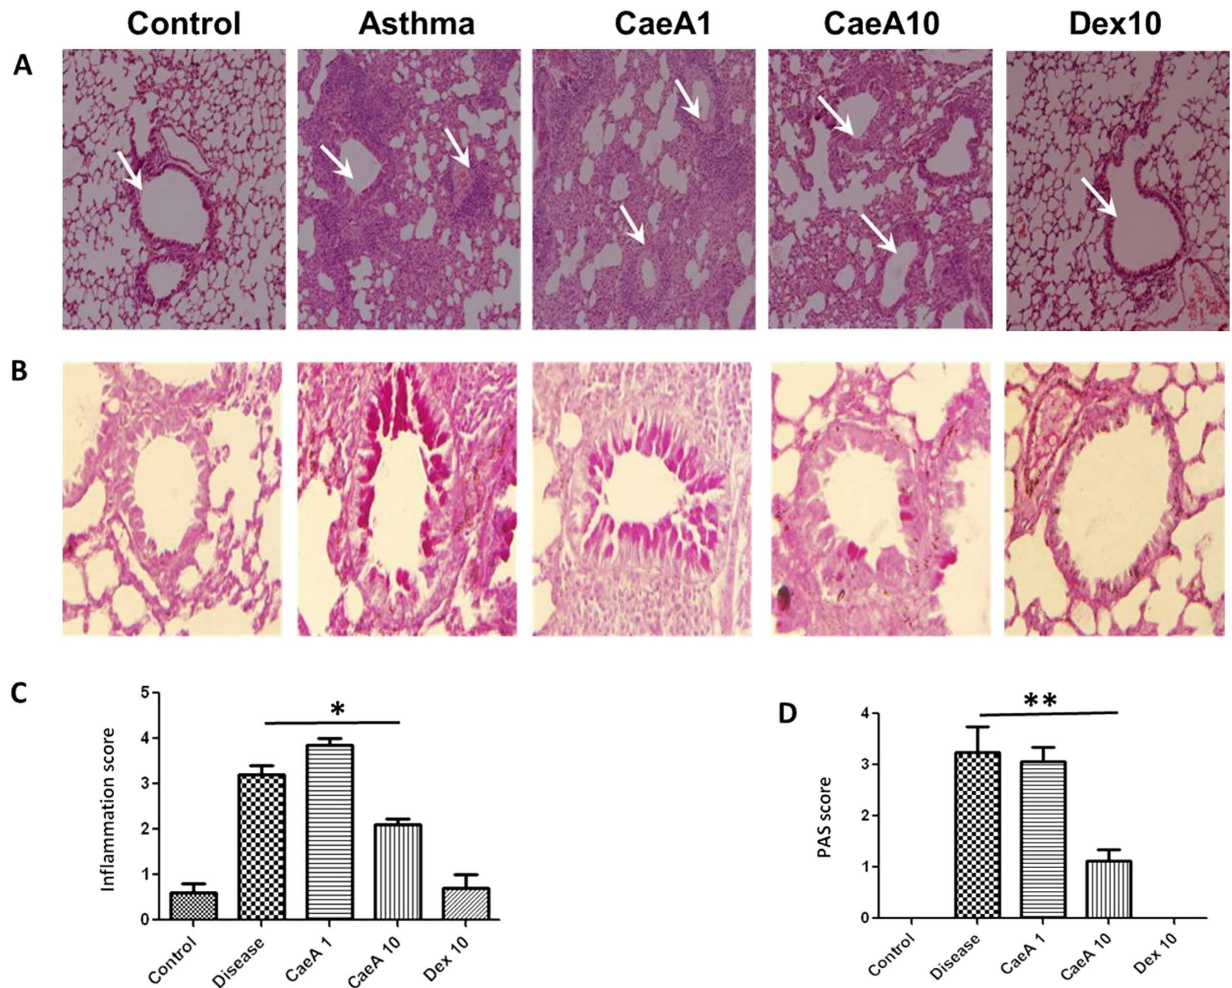 Control Asthma CaeA1 CaeA10 Dex10
A
B
C
5
4
3
2
1
0
Inflammation score
*
Control Disease CaeA 1 CaeA 10 Dex 10
D
4
3
2
1
0
PAS score
**
Control Disease CaeA 1 CaeA 10 Dex 10